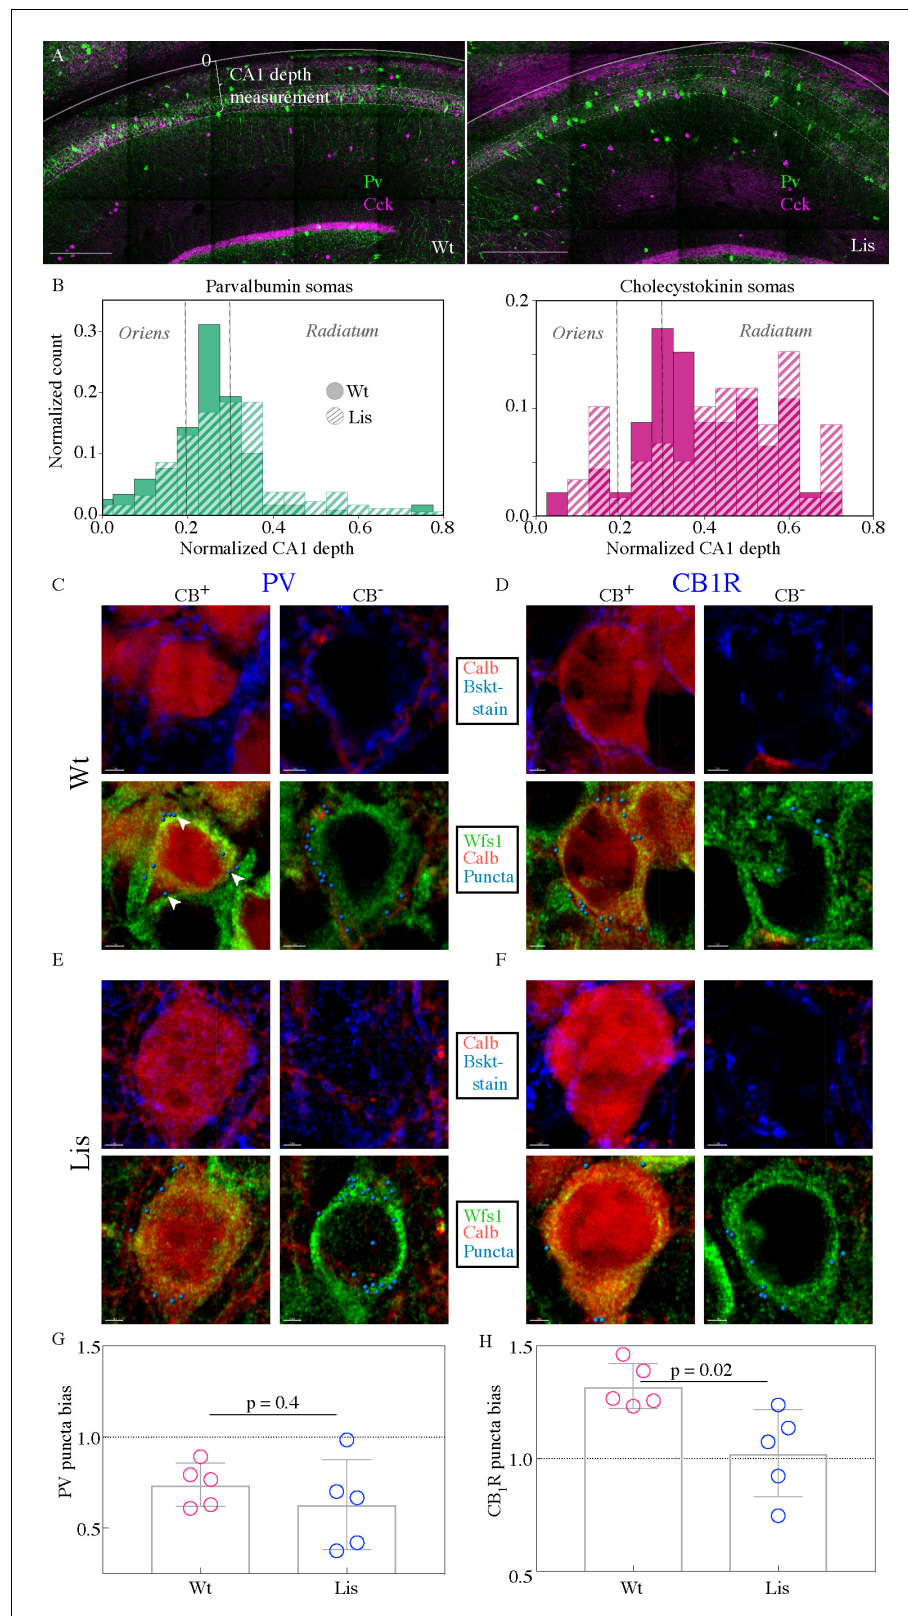 A
0
CA1 depth
measurement
Pv
Cck
Wt
Pv
Cck
Lis
B
Parvalbumin somas
Cholecystokinin somas
Oriens
Radiatum
Wt
Lis
Normalized count
0.3
0.2
0.1
0.0
0.0 0.2 0.4 0.6 0.8
Normalized CA1 depth
Oriens
Radiatum
0.2
0.1
0.0
0.0 0.2 0.4 0.6 0.8
Normalized CA1 depth
C
PV
CB+
CB-
D
CB1R
CB+
CB-
Wt
Calb
Bskt-
stain
Wfs1
Calb
Puncta
E
F
Lis
Calb
Bskt-
stain
Wfs1
Calb
Puncta
G
PV puncta bias
1.5
1.0
0.5
p = 0.4
Wt
Lis
H
CB1R puncta bias
1.5
1.0
0.5
p = 0.02
Wt
Lis